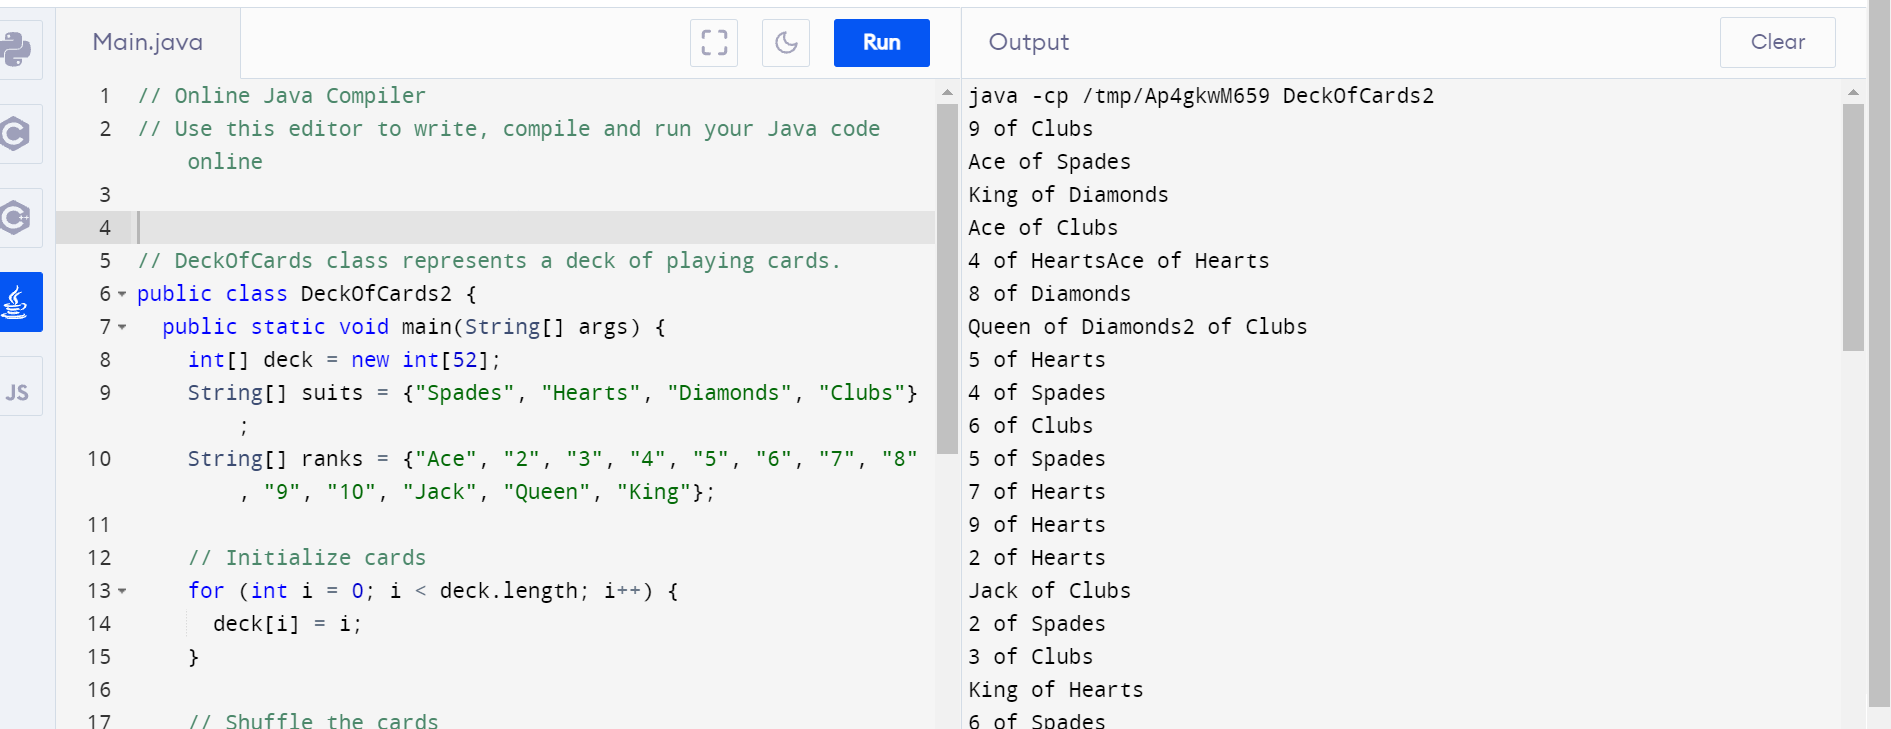 Main.java
Run
Output
Clear
JS
1 // Online Java Compiler
2 // Use this editor to write, compile and run your Java code
online
3
4
5 // DeckOfCards class represents a deck of playing cards.
6 public class DeckOfCards2 {
7 public static void main(String[] args) {
8 int[] deck = new int[52];
9 String[] suits = {"Spades", "Hearts", "Diamonds", "Clubs"}
;
10 String[] ranks = {"Ace", "2", "3", "4", "5", "6", "7", "8"
, "9", "10", "Jack", "Queen", "King"};
11
12 // Initialize cards
13 for (int i = 0; i < deck.length; i++) {
14 deck[i] = i;
15 }
16
17 // Shuffle the cards
java -cp /tmp/Ap4gkwM659 DeckOfCards2
9 of Clubs
Ace of Spades
King of Diamonds
Ace of Clubs
4 of HeartsAce of Hearts
8 of Diamonds
Queen of Diamonds2 of Clubs
5 of Hearts
4 of Spades
6 of Clubs
5 of Spades
7 of Hearts
9 of Hearts
2 of Hearts
Jack of Clubs
2 of Spades
3 of Clubs
King of Hearts
6 of Spades